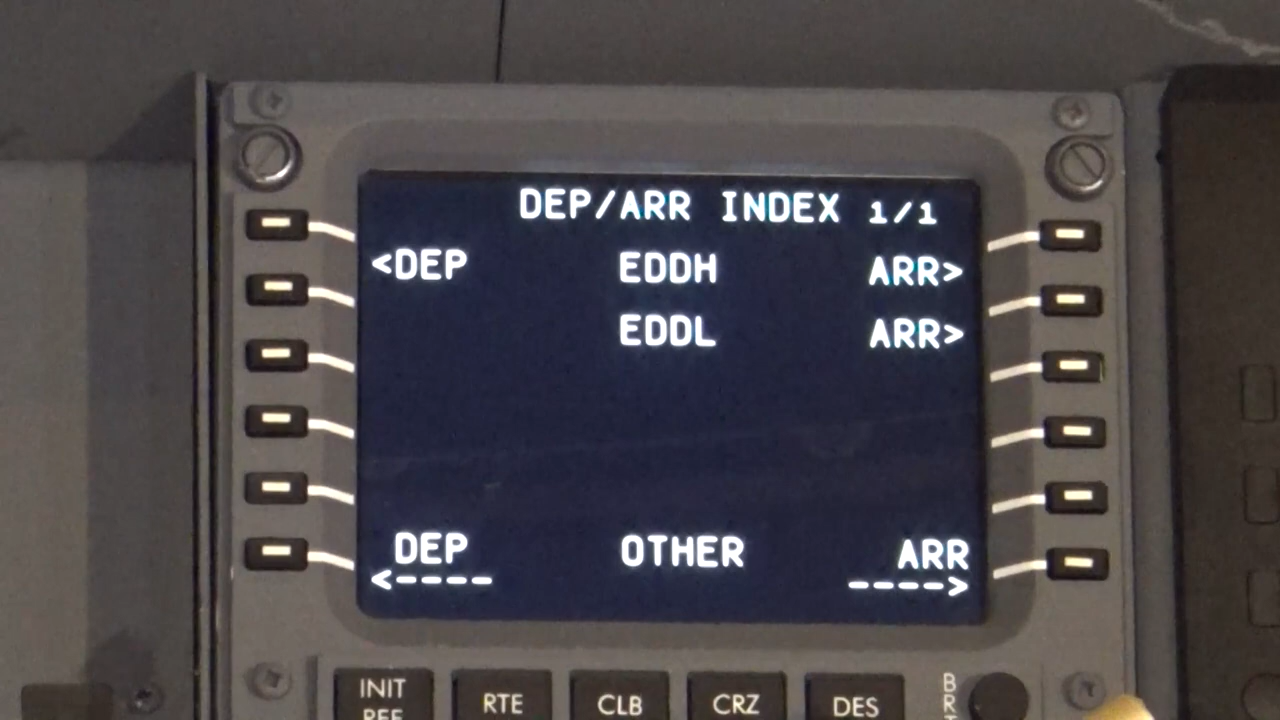 DEP/ARR INDEX 1/1
<DEP EDDH ARR>
EDDL ARR>
DEP OTHER ARR
<---- ---->
INIT REF RTE CLB CRZ DES BRT